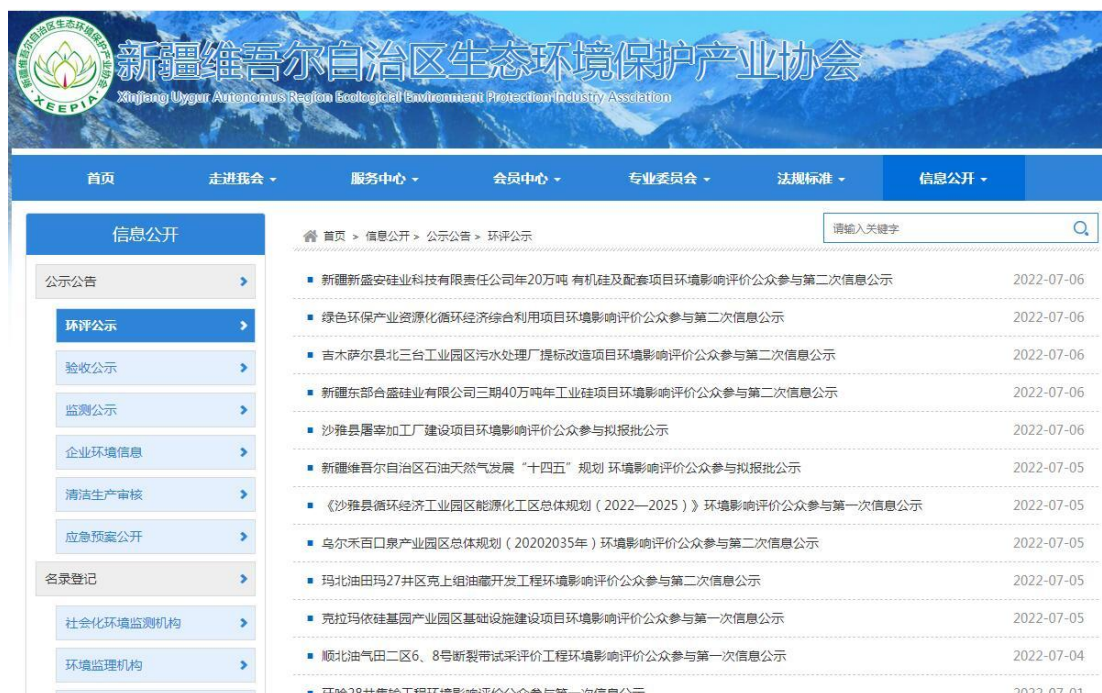 新疆维吾尔自治区生态环境保护产业协会
XEEPIA
Xinjiang Uygur Autonomus Region Ecological Environment Protection Industry Assciation
首页 走进我会 服务中心 会员中心 专业委员会 法规标准 信息公开
信息公开
首页 > 信息公开 > 公示公告 > 环评公示
请输入关键字
公示公告
环评公示
验收公示
监测公示
企业环境信息
清洁生产审核
应急预案公开
名录登记
社会化环境监测机构
环境监理机构
新疆新盛安硅业科技有限责任公司年20万吨 有机硅及配套项目环境影响评价公众参与第二次信息公示 2022-07-06
绿色环保产业资源化循环经济综合利用项目环境影响评价公众参与第二次信息公示 2022-07-06
吉木萨尔县北三台工业园区污水处理厂提标改造项目环境影响评价公众参与第二次信息公示 2022-07-06
新疆东部合盛硅业有限公司三期40万吨年工业硅项目环境影响评价公众参与第二次信息公示 2022-07-06
沙雅县屠宰加工厂建设项目环境影响评价公众参与拟报批公示 2022-07-06
新疆维吾尔自治区石油天然气发展“十四五”规划 环境影响评价公众参与拟报批公示 2022-07-05
《沙雅县循环经济工业园区能源化工区总体规划（2022—2025）》环境影响评价公众参与第一次信息公示 2022-07-05
乌尔禾百口泉产业园区总体规划（20202035年）环境影响评价公众参与第二次信息公示 2022-07-05
玛北油田玛27井区克上组油藏开发工程环境影响评价公众参与第二次信息公示 2022-07-05
克拉玛依硅基园产业园区基础设施建设项目环境影响评价公众参与第一次信息公示 2022-07-05
顺北油气田二区6、8号断裂带试采评价工程环境影响评价公众参与第一次信息公示 2022-07-04
2022-07-01